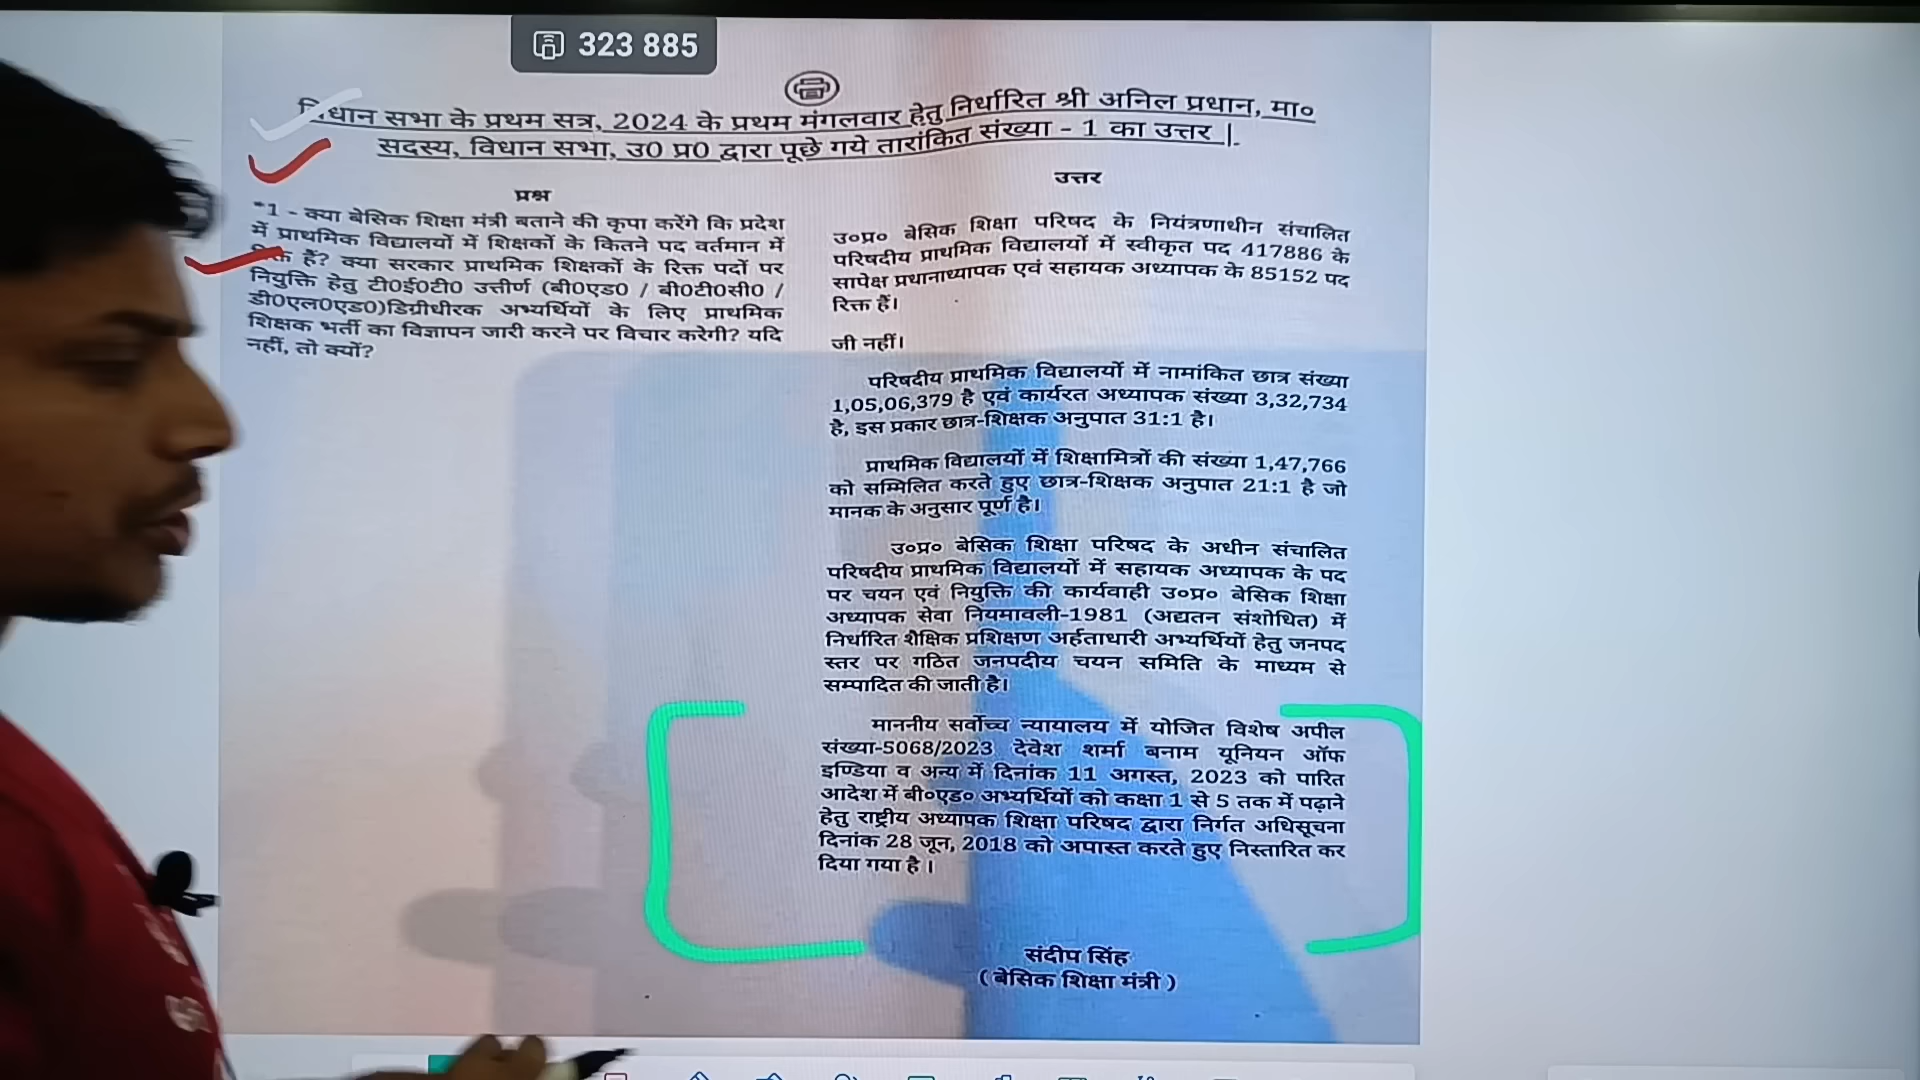 323 885
विधान सभा के प्रथम सत्र, 2024 के प्रथम मंगलवार हेतु निर्धारित श्री अनिल प्रधान, मा०
सदस्य, विधान सभा, उ0 प्र0 द्वारा पूछे गये तारांकित संख्या - 1 का उत्तर |.
प्रश्न
*1 - क्या बेसिक शिक्षा मंत्री बताने की कृपा करेंगे कि प्रदेश
में प्राथमिक विद्यालयों में शिक्षकों के कितने पद वर्तमान में
रिक्त हैं? क्या सरकार प्राथमिक शिक्षकों के रिक्त पदों पर
नियुक्ति हेतु टी0ई0टी0 उत्तीर्ण (बी0एड0 / बी0टी0सी0 /
डी0एल0एड0)डिग्रीधीरक अभ्यर्थियों के लिए प्राथमिक
शिक्षक भर्ती का विज्ञापन जारी करने पर विचार करेगी? यदि
नहीं, तो क्यों?
उत्तर
उ०प्र० बेसिक शिक्षा परिषद के नियंत्रणाधीन संचालित
परिषदीय प्राथमिक विद्यालयों में स्वीकृत पद 417886 के
सापेक्ष प्रधानाध्यापक एवं सहायक अध्यापक के 85152 पद
रिक्त हैं।
जी नहीं।
परिषदीय प्राथमिक विद्यालयों में नामांकित छात्र संख्या
1,05,06,379 है एवं कार्यरत अध्यापक संख्या 3,32,734
है, इस प्रकार छात्र-शिक्षक अनुपात 31:1 है।
प्राथमिक विद्यालयों में शिक्षामित्रों की संख्या 1,47,766
को सम्मिलित करते हुए छात्र-शिक्षक अनुपात 21:1 है जो
मानक के अनुसार पूर्ण है।
उ०प्र० बेसिक शिक्षा परिषद के अधीन संचालित
परिषदीय प्राथमिक विद्यालयों में सहायक अध्यापक के पद
पर चयन एवं नियुक्ति की कार्यवाही उ०प्र० बेसिक शिक्षा
अध्यापक सेवा नियमावली-1981 (अद्यतन संशोधित) में
निर्धारित शैक्षिक प्रशिक्षण अर्हताधारी अभ्यर्थियों हेतु जनपद
स्तर पर गठित जनपदीय चयन समिति के माध्यम से
सम्पादित की जाती है।
माननीय सर्वोच्च न्यायालय में योजित विशेष अपील
संख्या-5068/2023 देवेश शर्मा बनाम यूनियन ऑफ
इण्डिया व अन्य में दिनांक 11 अगस्त, 2023 को पारित
आदेश में बी०एड० अभ्यर्थियों को कक्षा 1 से 5 तक में पढ़ाने
हेतु राष्ट्रीय अध्यापक शिक्षा परिषद द्वारा निर्गत अधिसूचना
दिनांक 28 जून, 2018 को अपास्त करते हुए निस्तारित कर
दिया गया है ।
संदीप सिंह
( बेसिक शिक्षा मंत्री )